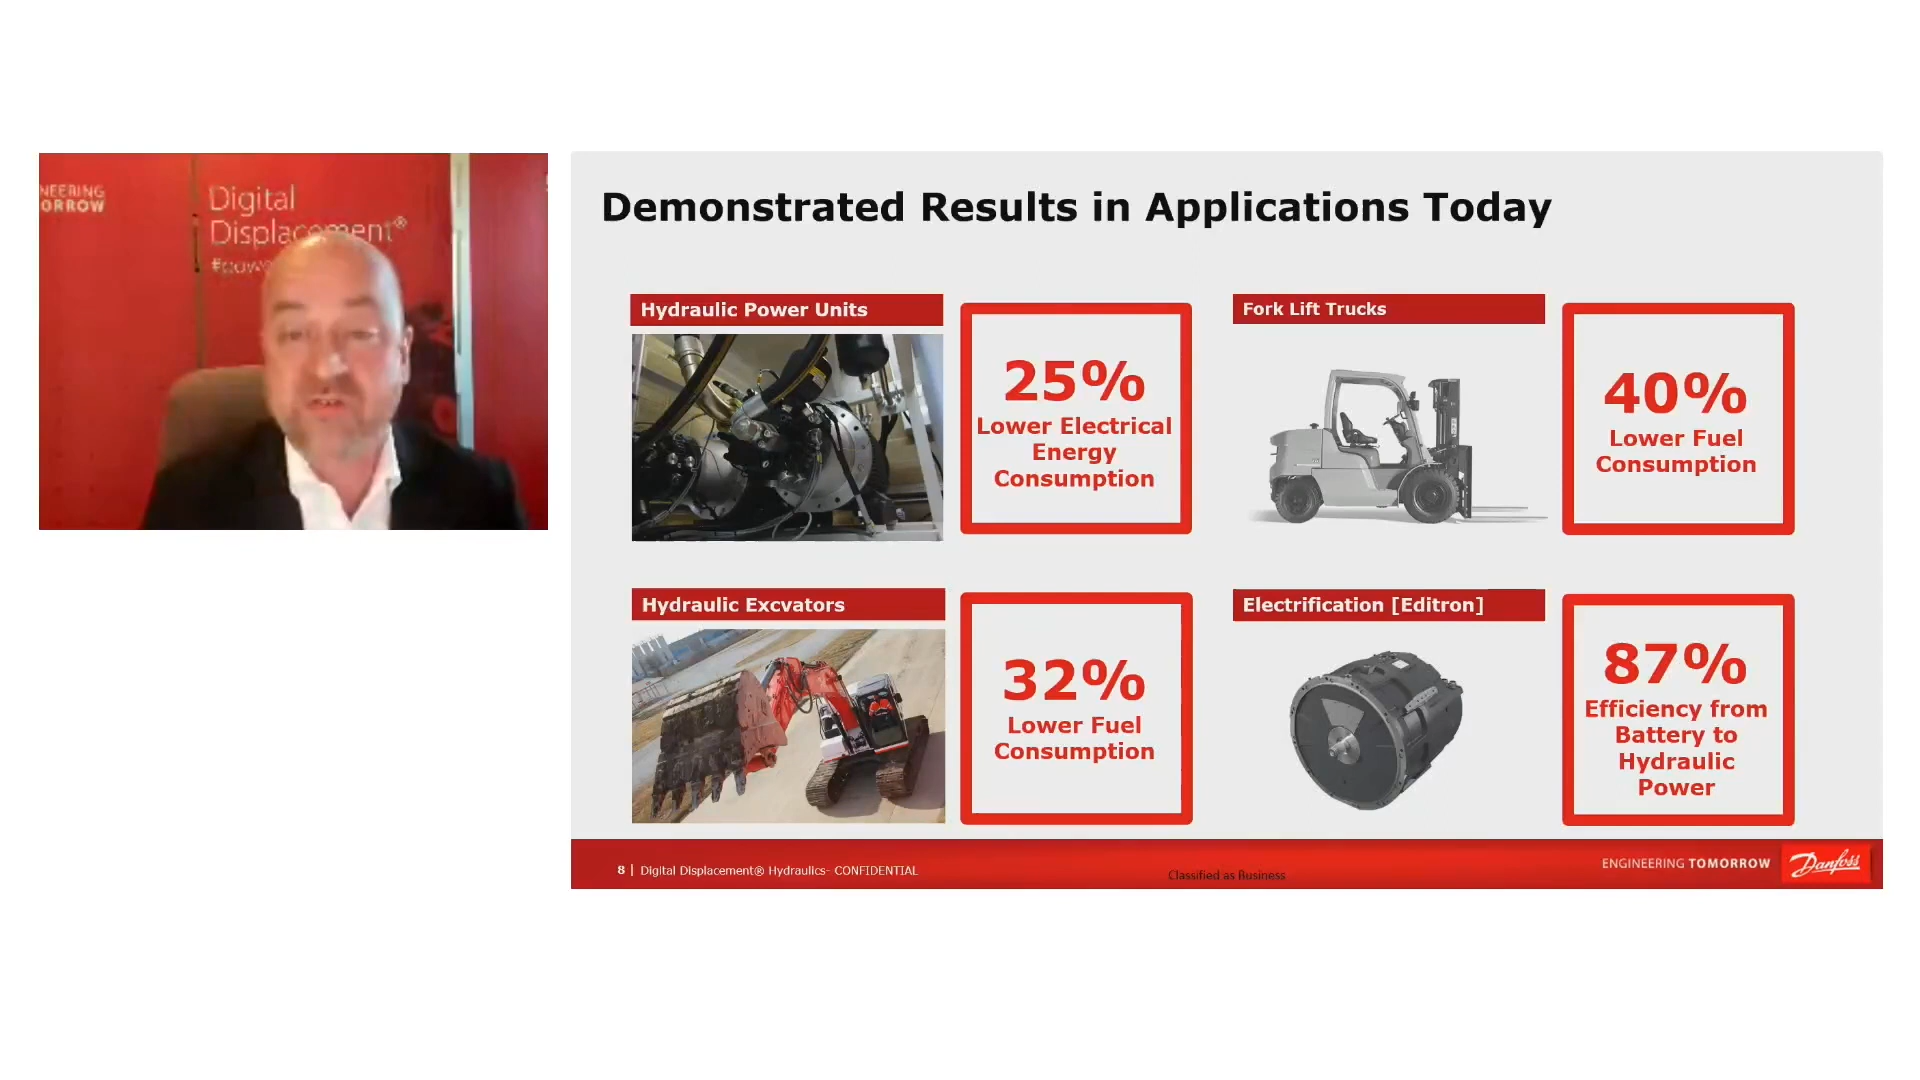 NEERING
ORROW
Digital
Displacement®
#powe
Demonstrated Results in Applications Today
Hydraulic Power Units
25%
Lower Electrical
Energy
Consumption
Fork Lift Trucks
40%
Lower Fuel
Consumption
Hydraulic Excvators
32%
Lower Fuel
Consumption
Electrification [Editron]
87%
Efficiency from
Battery to
Hydraulic
Power
8 | Digital Displacement® Hydraulics- CONFIDENTIAL
Classified as Business
ENGINEERING TOMORROW
Danfoss